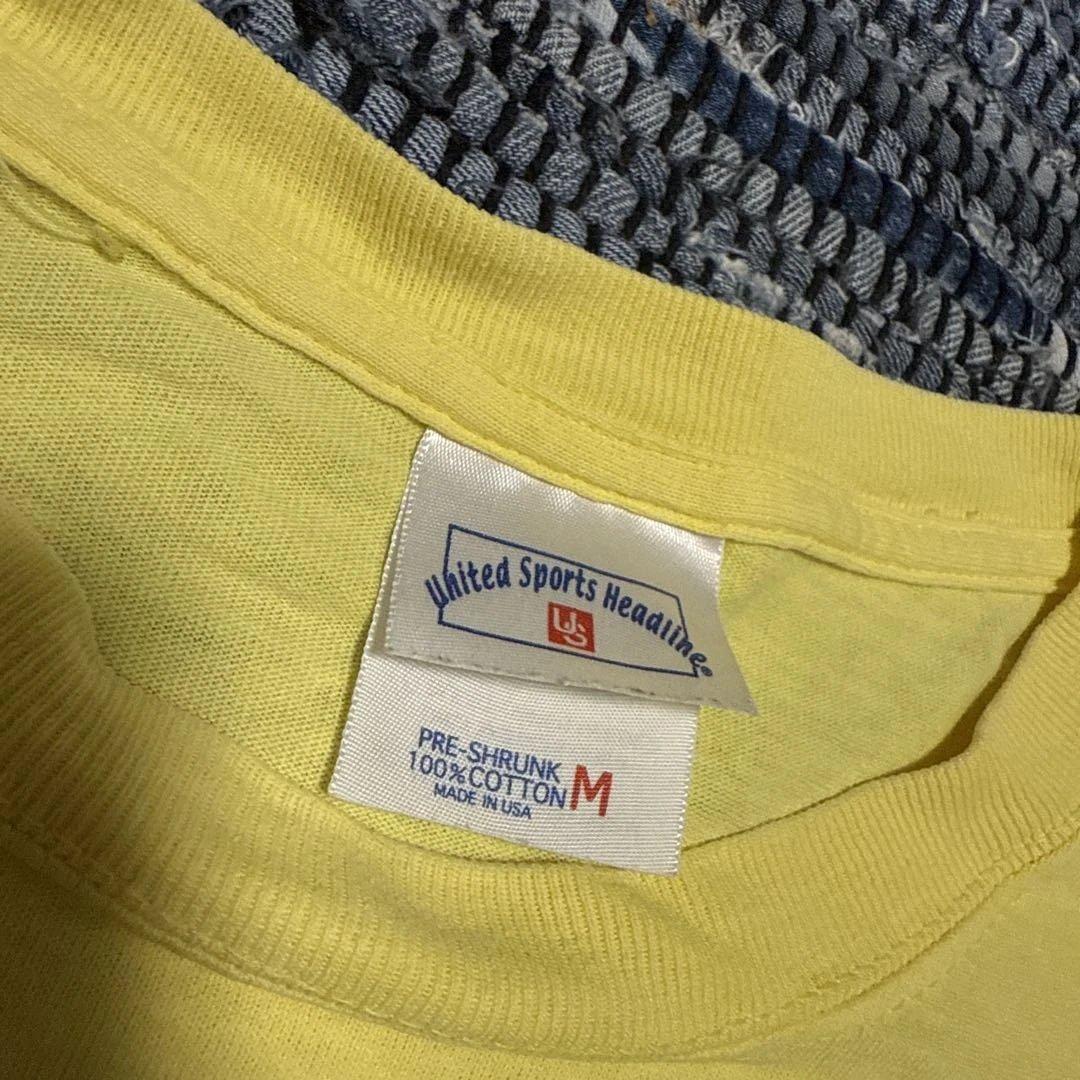 United Sports Headline®
US
PRE-SHRUNK
100% COTTON M
MADE IN USA